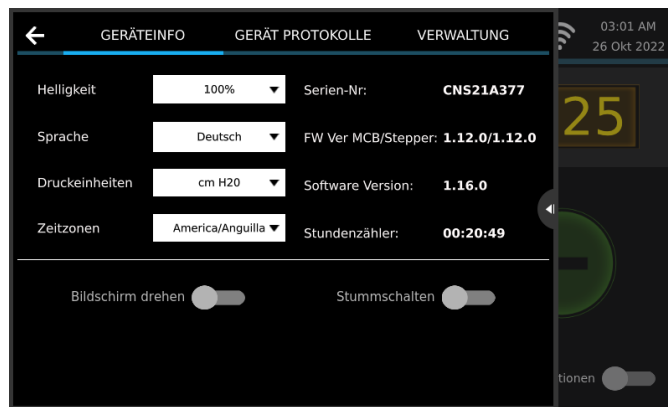 GERÄTEINFO GERÄT PROTOKOLLE VERWALTUNG 03:01 AM
26 Okt 2022
Helligkeit 100% Serien-Nr: CNS21A377
25
Sprache Deutsch FW Ver MCB/Stepper: 1.12.0/1.12.0
Druckeinheiten cm H20 Software Version: 1.16.0
Zeitzonen America/Anguilla Stundenzähler: 00:20:49
Bildschirm drehen Stummschalten
tionen